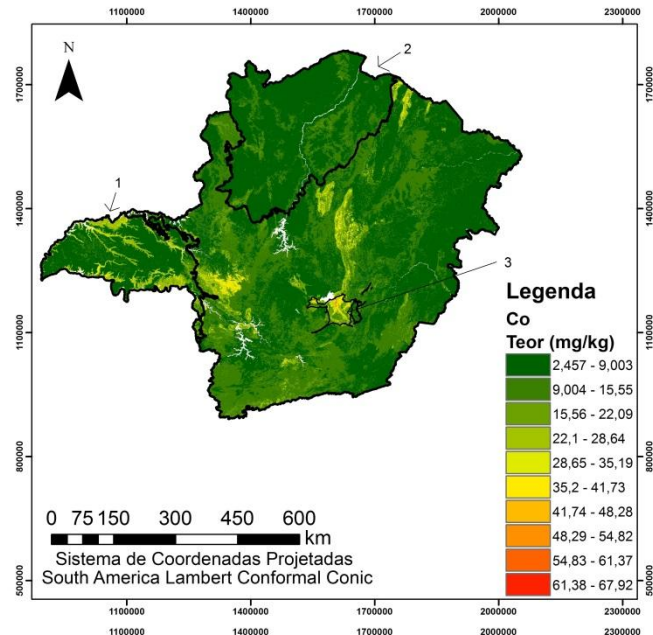 1100000 1400000 1700000 2000000 2300000
N
2
1700000 1700000
1
1400000 1400000
3
Legenda
Co
Teor (mg/kg)
2,457 - 9,003
9,004 - 15,55
15,56 - 22,09
22,1 - 28,64
28,65 - 35,19
35,2 - 41,73
41,74 - 48,28
48,29 - 54,82
54,83 - 61,37
61,38 - 67,92
1100000 1100000
800000 800000
0 75 150 300 450 600
km
Sistema de Coordenadas Projetadas
South America Lambert Conformal Conic
500000 500000
1100000 1400000 1700000 2000000 2300000